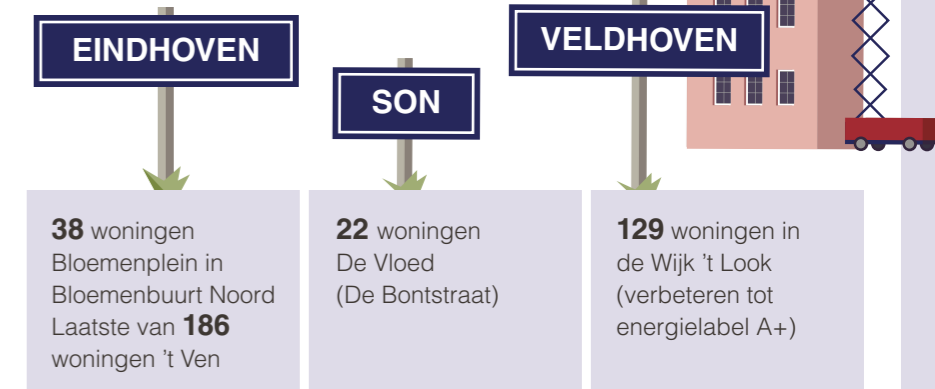 EINDHOVEN
38 woningen
Bloemenplein in
Bloemenbuurt Noord
Laatste van 186
woningen ’t Ven
SON
22 woningen
De Vloed
(De Bontstraat)
VELDHOVEN
129 woningen in
de Wijk ’t Look
(verbeteren tot
energielabel A+)